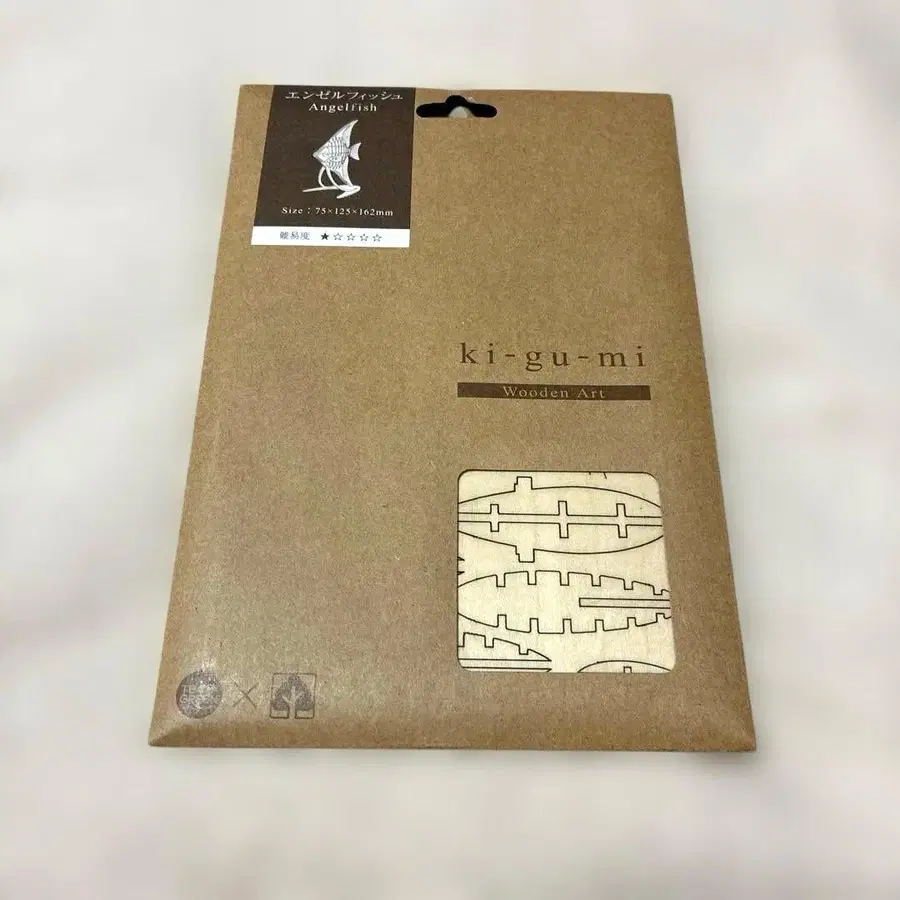 エンゼルフィッシュ
Angelfish
Size：75×125×162mm
難易度 ★☆☆☆☆
ki-gu-mi
Wooden Art